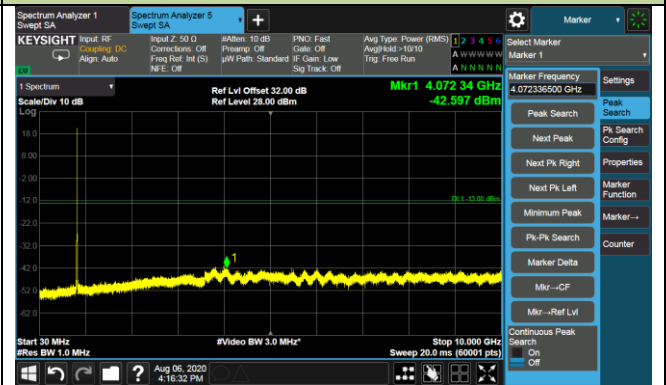 Spectrum Analyzer 1
Swept SA
Spectrum Analyzer 5
Swept SA
Marker
KEYSIGHT
Input: RF
Coupling: DC
Align: Auto
Input Z: 50 Ω
Corrections: Off
Freq Ref: Int (S)
NFE: Off
#Atten: 10 dB
Preamp: Off
µW Path: Standard
PNO: Fast
Gate: Off
IF Gain: Low
Sig Track: Off
Avg Type: Power (RMS)
Avg|Hold:>10/10
Trig: Free Run
1 2 3 4 5 6
A W W W W W
A N N N N N
Select Marker
Marker 1
1 Spectrum
Scale/Div 10 dB
Log
Ref Lvl Offset 32.00 dB
Ref Level 28.00 dBm
Mkr1 4.072 34 GHz
-42.597 dBm
18.0
8.00
-2.00
-12.0
-22.0
-32.0
-42.0
-52.0
-62.0
DL1 -13.00 dBm
1
Start 30 MHz
#Res BW 1.0 MHz
#Video BW 3.0 MHz*
Stop 10.000 GHz
Sweep 20.0 ms (60001 pts)
Marker Frequency
4.072336500 GHz
Peak Search
Next Peak
Next Pk Right
Next Pk Left
Minimum Peak
Pk-Pk Search
Marker Delta
Mkr→CF
Mkr→Ref Lvl
Continuous Peak
Search
On
Off
Settings
Peak
Search
Pk Search
Config
Properties
Marker
Function
Marker→
Counter
Aug 06, 2020
4:16:32 PM